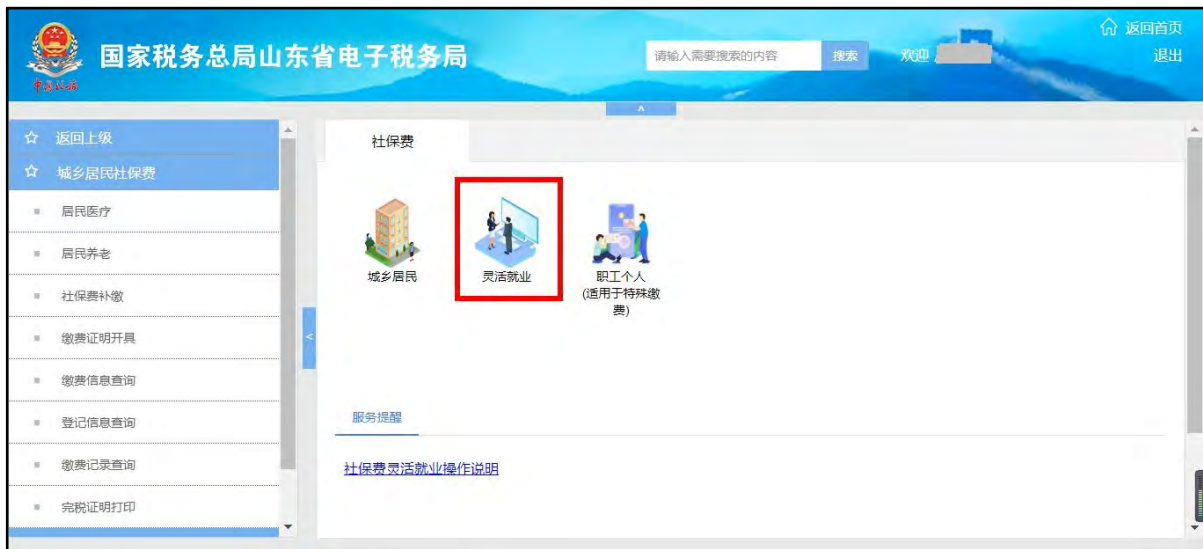 返回首页
国家税务总局山东省电子税务局
请输入需要搜索的内容
搜索
欢迎
退出
中国税务
返回上级
城乡居民社保费
居民医疗
居民养老
社保费补缴
缴费证明开具
缴费信息查询
登记信息查询
缴费记录查询
完税证明打印
社保费
城乡居民
灵活就业
职工个人
(适用于特殊缴
费)
服务提醒
社保费灵活就业操作说明